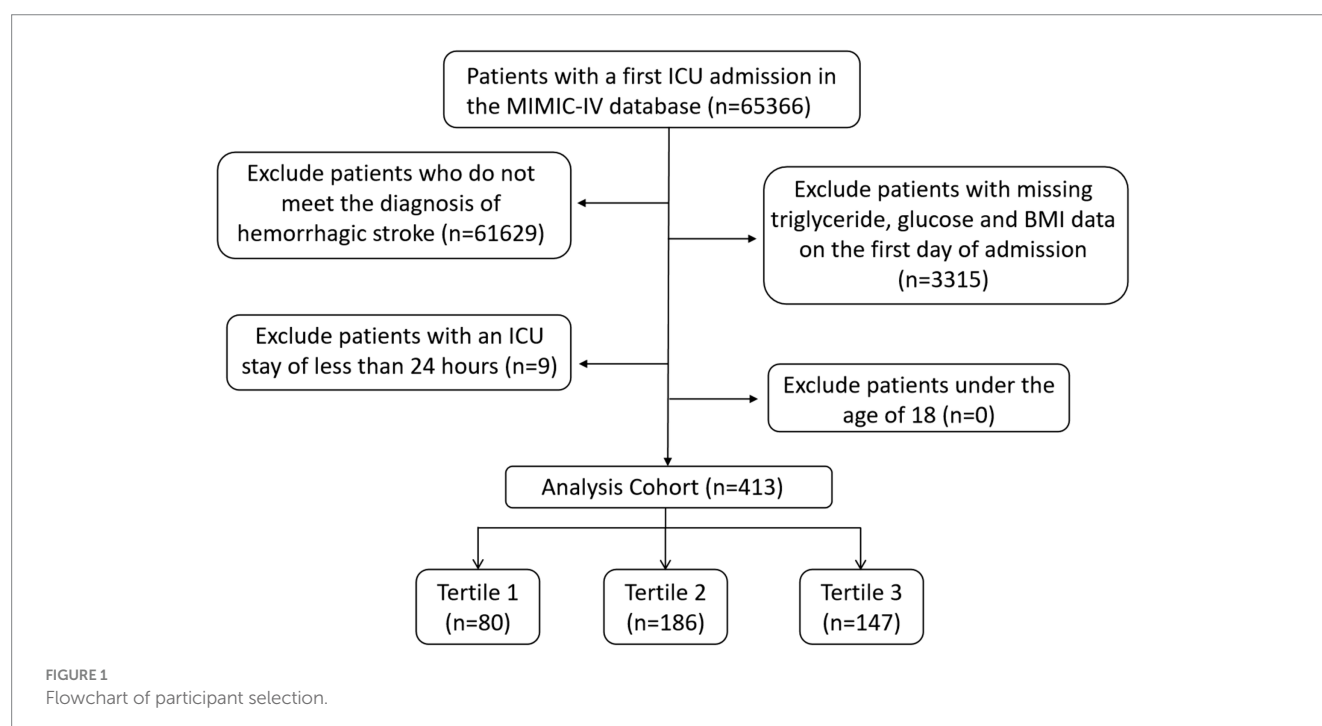 Patients with a first ICU admission in
the MIMIC-IV database (n=65366)
Exclude patients who do not
meet the diagnosis of
hemorrhagic stroke (n=61629)
Exclude patients with missing
triglyceride, glucose and BMI data
on the first day of admission
(n=3315)
Exclude patients with an ICU
stay of less than 24 hours (n=9)
Exclude patients under the
age of 18 (n=0)
Analysis Cohort (n=413)
Tertile 1
(n=80)
Tertile 2
(n=186)
Tertile 3
(n=147)
FIGURE 1
Flowchart of participant selection.